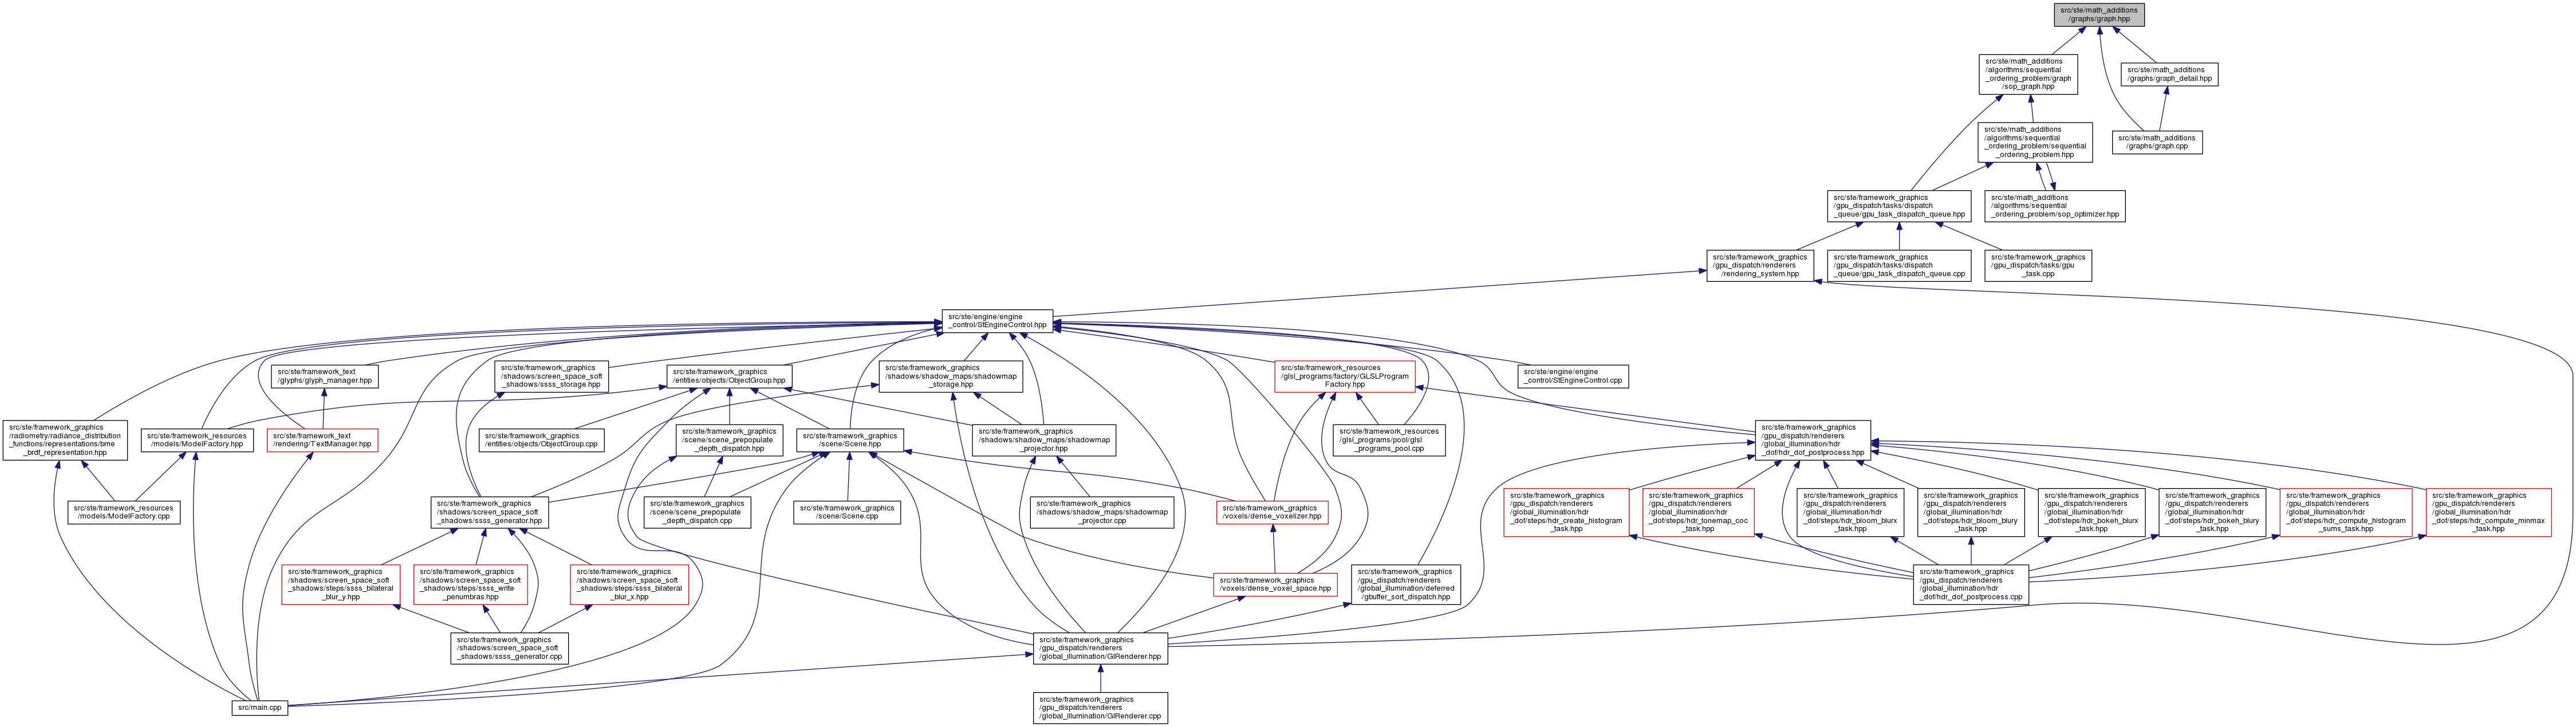 src/ste/math_additions
/graphs/graph.hpp
src/ste/math_additions
/algorithms/sequential
_ordering_problem/graph
/sop_graph.hpp
src/ste/math_additions
/graphs/graph_detail.hpp
src/ste/math_additions
/algorithms/sequential
_ordering_problem/sequential
_ordering_problem.hpp
src/ste/math_additions
/graphs/graph.cpp
src/ste/framework_graphics
/gpu_dispatch/tasks/dispatch
_queue/gpu_task_dispatch_queue.hpp
src/ste/math_additions
/algorithms/sequential
_ordering_problem/sop_optimizer.hpp
src/ste/framework_graphics
/gpu_dispatch/renderers
/rendering_system.hpp
src/ste/framework_graphics
/gpu_dispatch/tasks/dispatch
_queue/gpu_task_dispatch_queue.cpp
src/ste/framework_graphics
/gpu_dispatch/tasks/gpu
_task.cpp
src/ste/engine/engine
_control/StEngineControl.hpp
src/ste/framework_text
/glyphs/glyph_manager.hpp
src/ste/framework_graphics
/shadows/screen_space_soft
_shadows/ssss_storage.hpp
src/ste/framework_graphics
/entities/objects/ObjectGroup.hpp
src/ste/framework_graphics
/shadows/shadow_maps/shadowmap
_storage.hpp
src/ste/framework_resources
/glsl_programs/factory/GLSLProgram
Factory.hpp
src/ste/engine/engine
_control/StEngineControl.cpp
src/ste/framework_graphics
/radiometry/radiance_distribution
_functions/representations/bme
_brdf_representation.hpp
src/ste/framework_resources
/models/ModelFactory.hpp
src/ste/framework_text
/rendering/TextManager.hpp
src/ste/framework_graphics
/entities/objects/ObjectGroup.cpp
src/ste/framework_graphics
/scene/scene_prepopulate
_depth_dispatch.hpp
src/ste/framework_graphics
/scene/Scene.hpp
src/ste/framework_graphics
/shadows/shadow_maps/shadowmap
_projector.hpp
src/ste/framework_resources
/glsl_programs/pool/glsl
_programs_pool.cpp
src/ste/framework_graphics
/gpu_dispatch/renderers
/global_illumination/hdr
_dof/hdr_dof_postprocess.hpp
src/ste/framework_resources
/models/ModelFactory.cpp
src/ste/framework_graphics
/shadows/screen_space_soft
_shadows/ssss_generator.hpp
src/ste/framework_graphics
/scene/scene_prepopulate
_depth_dispatch.cpp
src/ste/framework_graphics
/scene/Scene.cpp
src/ste/framework_graphics
/shadows/shadow_maps/shadowmap
_projector.cpp
src/ste/framework_graphics
/voxels/dense_voxelizer.hpp
src/ste/framework_graphics
/gpu_dispatch/renderers
/global_illumination/hdr
_dof/steps/hdr_create_histogram
_task.hpp
src/ste/framework_graphics
/gpu_dispatch/renderers
/global_illumination/hdr
_dof/steps/hdr_tonemap_coc
_task.hpp
src/ste/framework_graphics
/gpu_dispatch/renderers
/global_illumination/hdr
_dof/steps/hdr_bloom_blurx
_task.hpp
src/ste/framework_graphics
/gpu_dispatch/renderers
/global_illumination/hdr
_dof/steps/hdr_bloom_blury
_task.hpp
src/ste/framework_graphics
/gpu_dispatch/renderers
/global_illumination/hdr
_dof/steps/hdr_bokeh_blurx
_task.hpp
src/ste/framework_graphics
/gpu_dispatch/renderers
/global_illumination/hdr
_dof/steps/hdr_bokeh_blury
_task.hpp
src/ste/framework_graphics
/gpu_dispatch/renderers
/global_illumination/hdr
_dof/steps/hdr_compute_histogram
_sums_task.hpp
src/ste/framework_graphics
/gpu_dispatch/renderers
/global_illumination/hdr
_dof/steps/hdr_compute_minmax
_task.hpp
src/ste/framework_graphics
/shadows/screen_space_soft
_shadows/steps/ssss_bilateral
_blur_y.hpp
src/ste/framework_graphics
/shadows/screen_space_soft
_shadows/steps/ssss_write
_penumbras.hpp
src/ste/framework_graphics
/shadows/screen_space_soft
_shadows/steps/ssss_bilateral
_blur_x.hpp
src/ste/framework_graphics
/voxels/dense_voxel_space.hpp
src/ste/framework_graphics
/gpu_dispatch/renderers
/global_illumination/deferred
/gbuffer_sort_dispatch.hpp
src/ste/framework_graphics
/gpu_dispatch/renderers
/global_illumination/hdr
_dof/hdr_dof_postprocess.cpp
src/ste/framework_graphics
/shadows/screen_space_soft
_shadows/ssss_generator.cpp
src/ste/framework_graphics
/gpu_dispatch/renderers
/global_illumination/GIRenderer.hpp
src/main.cpp
src/ste/framework_graphics
/gpu_dispatch/renderers
/global_illumination/GIRenderer.cpp